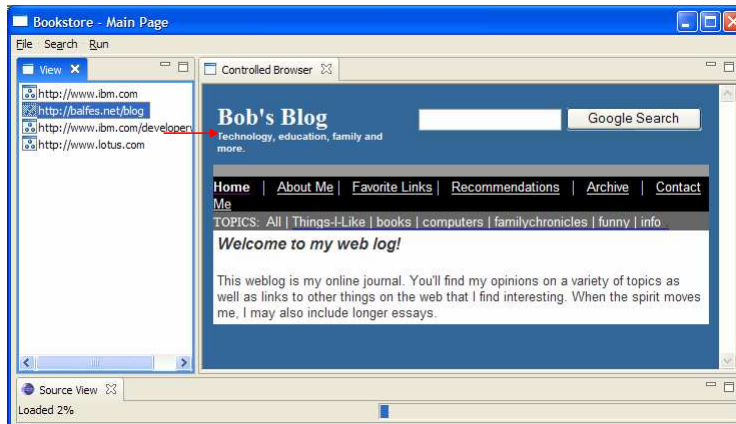 Bookstore - Main Page
File Search Run
View
Controlled Browser
http://www.ibm.com
http://balfes.net/blog
http://www.ibm.com/developerw
http://www.lotus.com
Bob's Blog
Technology, education, family and
more.
Google Search
Home | About Me | Favorite Links | Recommendations | Archive | Contact
Me
TOPICS: All | Things-I-Like | books | computers | familychronicles | funny | info
Welcome to my web log!
This weblog is my online journal. You'll find my opinions on a variety of topics as
well as links to other things on the web that I find interesting. When the spirit moves
me, I may also include longer essays.
Source View
Loaded 2%